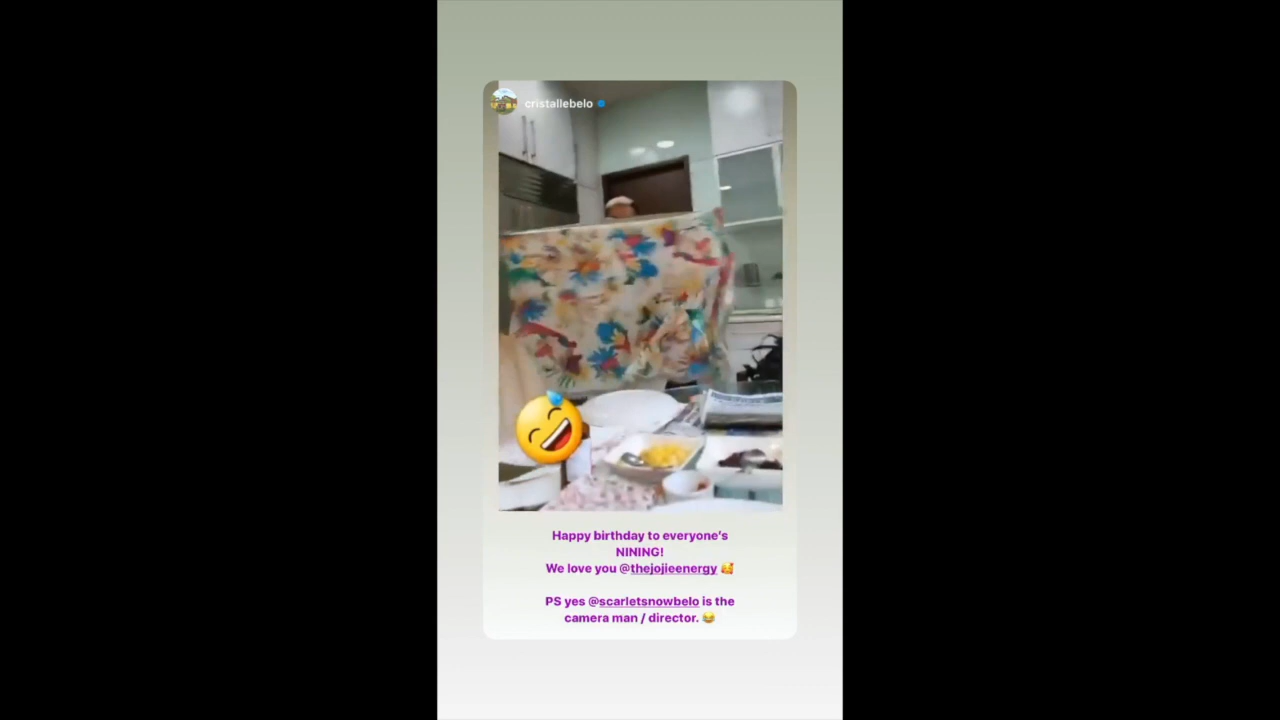 cristallebelo
Happy birthday to everyone's
NINING!
We love you @thejojieenergy 🥰
PS yes @scarletsnowbelo is the
camera man / director. 😂